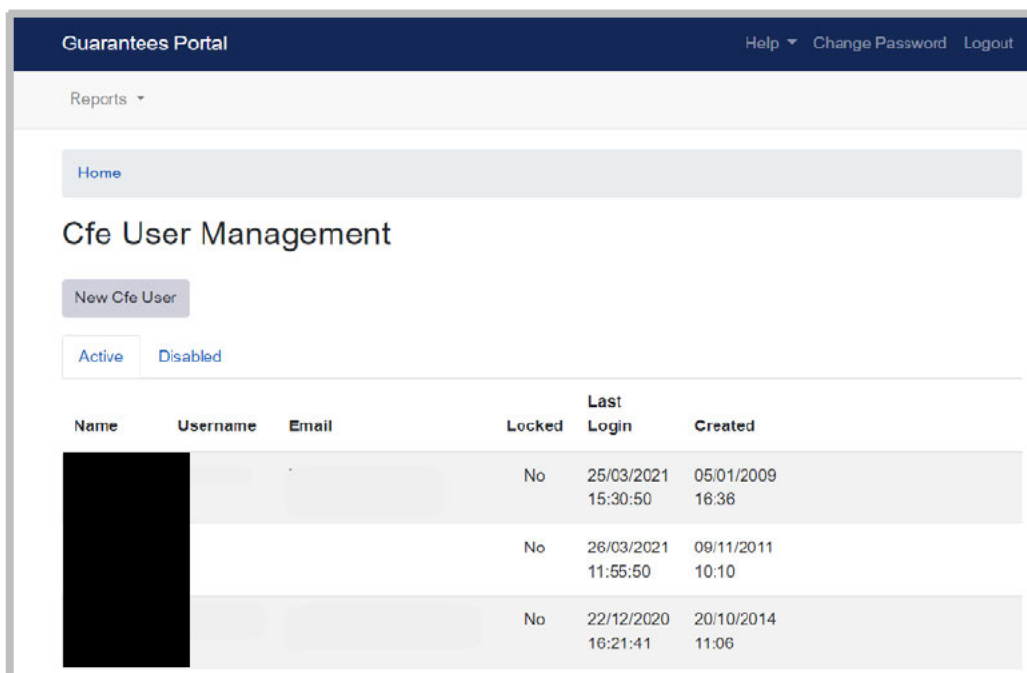 Guarantees Portal Help Change Password Logout
Reports
Home
Cfe User Management
New Cfe User
Active Disabled
Last
Name Username Email Locked Login Created
No 25/03/2021 05/01/2009
15:30:50 16:36
No 26/03/2021 09/11/2011
11:55:50 10:10
No 22/12/2020 20/10/2014
16:21:41 11:06